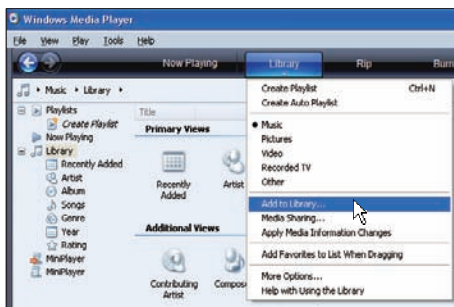 Windows Media Player
File View Play Tools Help
Now Playing Library Rip Burn
Music Library
Playlists
Create Playlist
Now Playing
Library
Recently Added
Artist
Album
Songs
Genre
Year
Rating
MiniPlayer
MiniPlayer
Title
Primary Views
Recently Added
Artist
Additional Views
Contributing Artist
Compos
Create Playlist Ctrl+N
Create Auto Playlist
Music
Pictures
Video
Recorded TV
Other
Add to Library...
Media Sharing...
Apply Media Information Changes
Add Favorites to List When Dragging
More Options...
Help with Using the Library